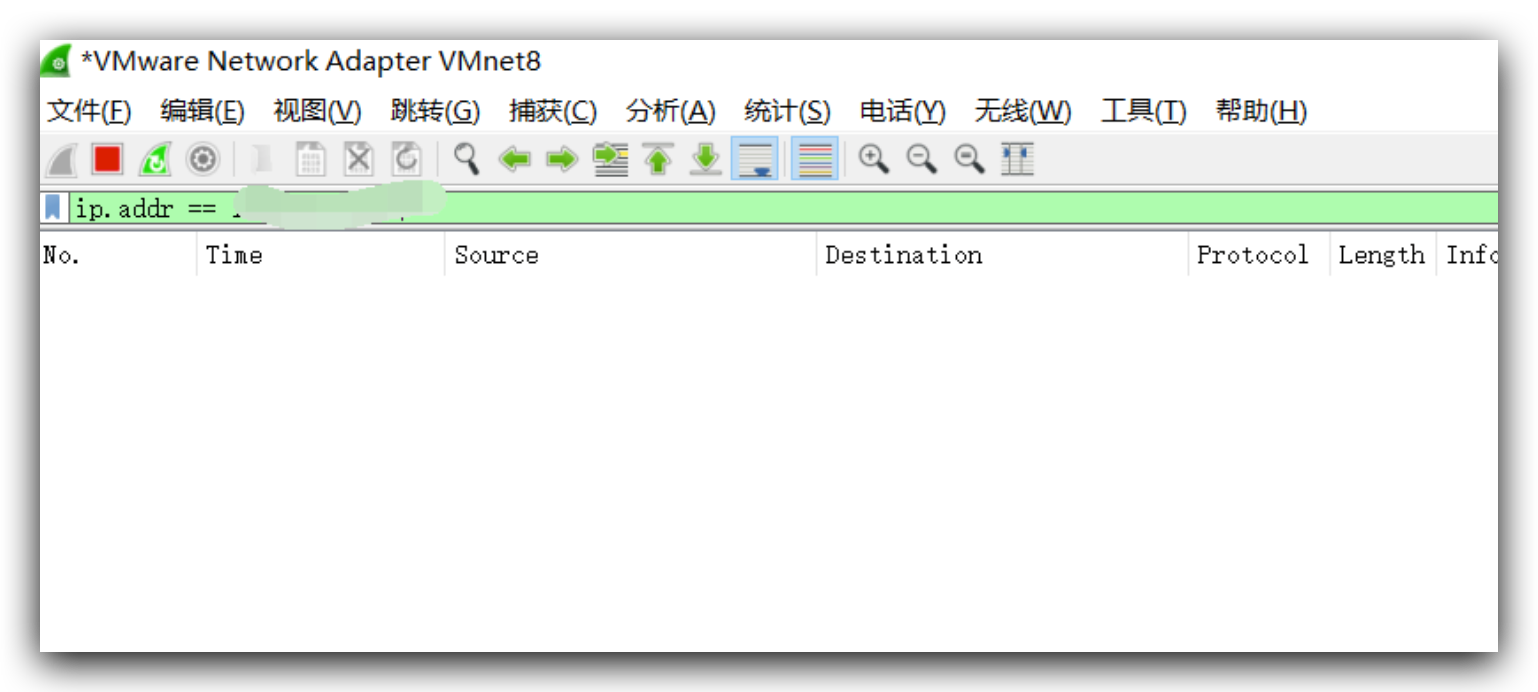 *VMware Network Adapter VMnet8
文件(F) 编辑(E) 视图(V) 跳转(G) 捕获(C) 分析(A) 统计(S) 电话(Y) 无线(W) 工具(T) 帮助(H)
ip.addr ==
No. Time Source Destination Protocol Length Info